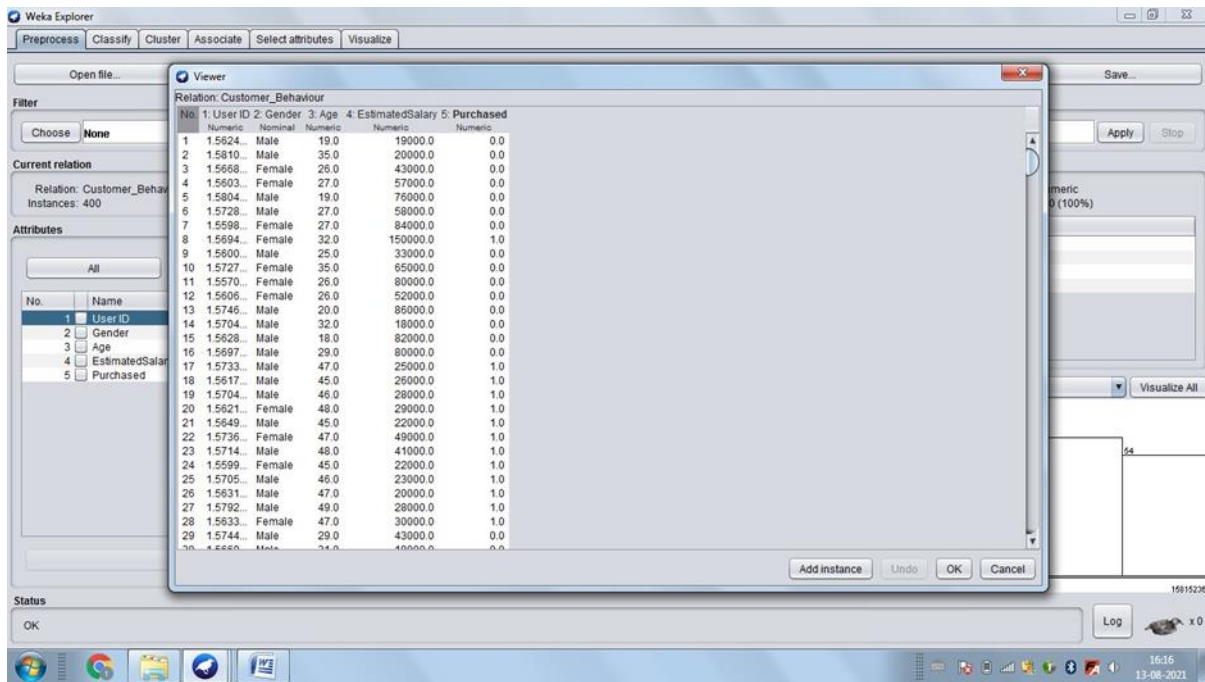 Weka Explorer
Preprocess Classify Cluster Associate Select attributes Visualize
Open file...
Save...
Filter
Choose None
Apply Stop
Current relation
Relation: Customer_Behav
Instances: 400
Attributes
All
No. Name
1 User ID
2 Gender
3 Age
4 EstimatedSalar
5 Purchased
Viewer
Relation: Customer_Behaviour
No. 1: User ID 2: Gender 3: Age 4: EstimatedSalary 5: Purchased
Numeric Nominal Numeric Numeric Numeric
1 1.5624... Male 19.0 19000.0 0.0
2 1.5810... Male 35.0 20000.0 0.0
3 1.5668... Female 26.0 43000.0 0.0
4 1.5603... Female 27.0 57000.0 0.0
5 1.5804... Male 19.0 76000.0 0.0
6 1.5728... Male 27.0 58000.0 0.0
7 1.5598... Female 27.0 84000.0 0.0
8 1.5694... Female 32.0 150000.0 1.0
9 1.5600... Male 25.0 33000.0 0.0
10 1.5727... Female 35.0 65000.0 0.0
11 1.5570... Female 26.0 80000.0 0.0
12 1.5606... Female 26.0 52000.0 0.0
13 1.5746... Male 20.0 86000.0 0.0
14 1.5704... Male 32.0 18000.0 0.0
15 1.5628... Male 18.0 82000.0 0.0
16 1.5697... Male 29.0 80000.0 0.0
17 1.5733... Male 47.0 25000.0 1.0
18 1.5617... Male 45.0 26000.0 1.0
19 1.5704... Male 46.0 28000.0 1.0
20 1.5621... Female 48.0 29000.0 1.0
21 1.5649... Male 45.0 22000.0 1.0
22 1.5736... Female 47.0 49000.0 1.0
23 1.5714... Male 48.0 41000.0 1.0
24 1.5599... Female 45.0 22000.0 1.0
25 1.5705... Male 46.0 23000.0 1.0
26 1.5631... Male 47.0 20000.0 1.0
27 1.5792... Male 49.0 28000.0 1.0
28 1.5633... Female 47.0 30000.0 1.0
29 1.5744... Male 29.0 43000.0 0.0
Add instance Undo OK Cancel
umeric
0 (100%)
Visualize All
54
15815236
Status
OK
Log x 0
16:16
13-08-2021